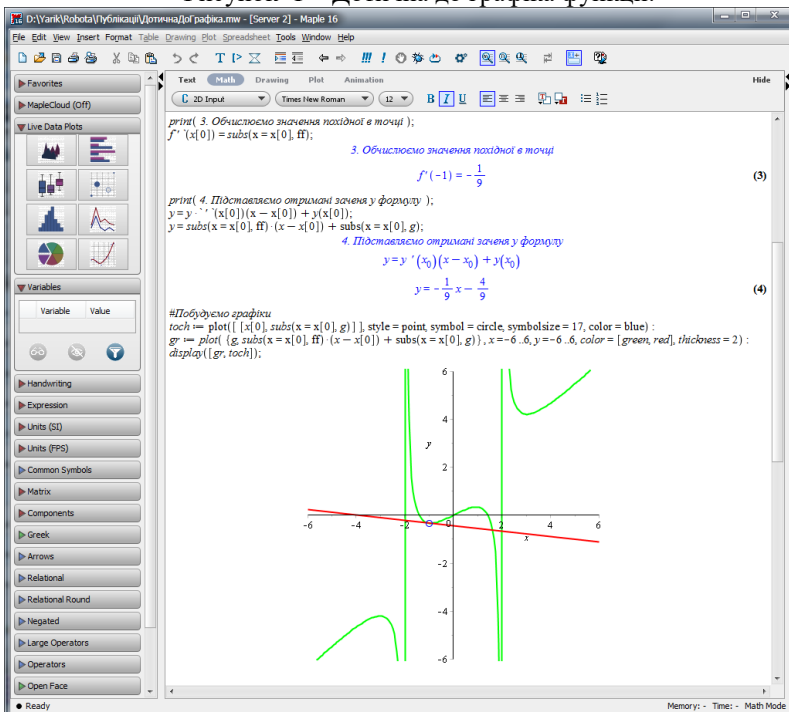 D:\Yarik\Robota\Публікації\ДотичнаДоГрафіка.mw - [Server 2] - Maple 16
File Edit View Insert Format Table Drawing Plot Spreadsheet Tools Window Help
Favorites
MapleCloud (Off)
Live Data Plots
Variables
Variable Value
Handwriting
Expression
Units (SI)
Units (FPS)
Common Symbols
Matrix
Components
Greek
Arrows
Relational
Relational Round
Negated
Large Operators
Operators
Open Face
Ready
Text Math Drawing Plot Animation Hide
C 2D Input Times New Roman 12 B I U
print( 3. Обчислюємо значення похідної в точці );
f' `(x[0]) = subs(x = x[0], ff);
3. Обчислюємо значення похідної в точці
f'(-1) = -1/9 (3)
print( 4. Підставляємо отримані заченя у формулу );
y = y·` ' `(x[0])(x − x[0]) + y(x[0]);
y = subs(x = x[0], ff)·(x − x[0]) + subs(x = x[0], g);
4. Підставляємо отримані заченя у формулу
y = y '(x0)(x − x0) + y(x0)
y = -1/9 x − 4/9 (4)
#Побудуємо графіки
toch := plot([ [x[0], subs(x = x[0], g)] ], style = point, symbol = circle, symbolsize = 17, color = blue) :
gr := plot( {g, subs(x = x[0], ff)·(x − x[0]) + subs(x = x[0], g)}, x = −6 ..6, y = −6 ..6, color = [green, red], thickness = 2) :
display([gr, toch]);
6
4
y
2
-6 -4 -2 0 2 4 6
x
-2
-4
-6
Memory: - Time: - Math Mode